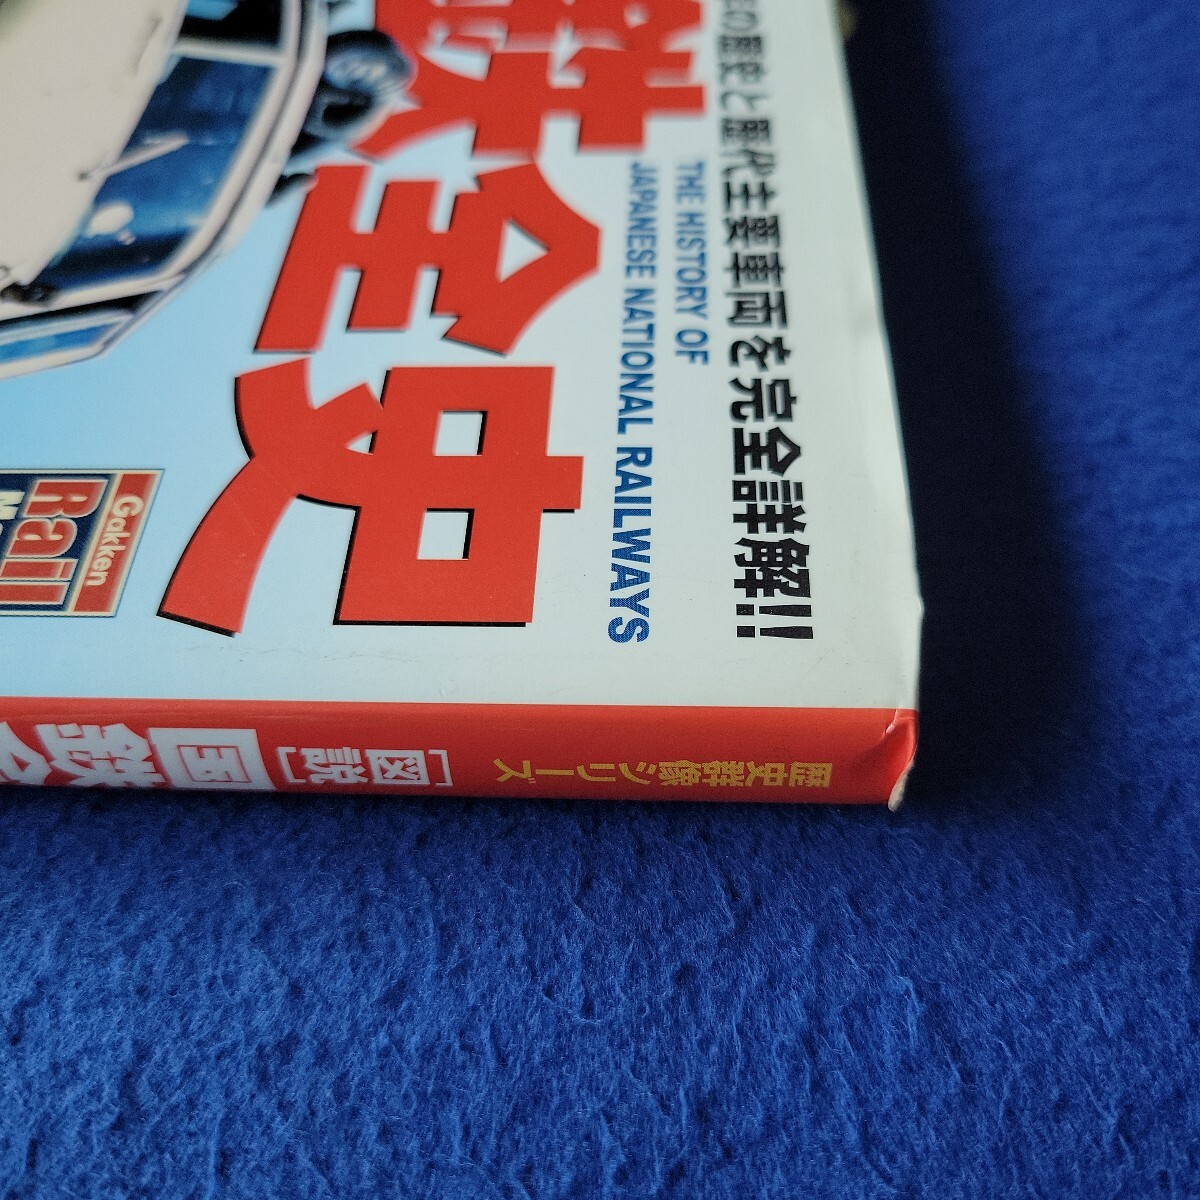 の歴史と歴代主要車両を完全詳解!!
THE HISTORY OF
JAPANESE NATIONAL RAILWAYS
鉄全史
Gakken
Rail
歴史群像シリーズ
[図説]
国鉄全